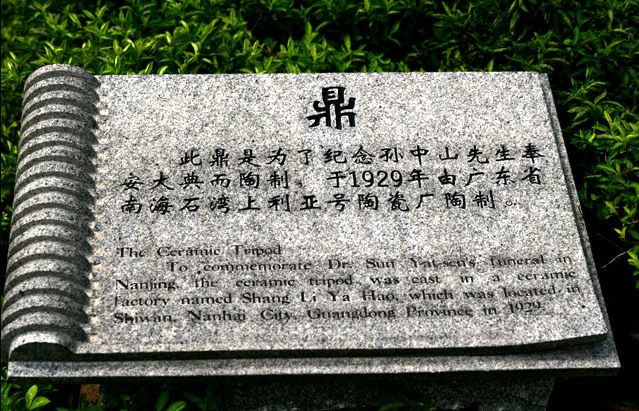 鼎
此鼎是为了纪念孙中山先生奉
安大典而陶制。于1929年由广东省
南海石湾上利亚号陶瓷厂陶制。
The Ceramic Tripod
To commemorate Dr. Sun Yat-sen's funeral in
Nanjing, the ceramic tripod was cast in a ceramic
factory named Shang Li Ya Hao, which was located in
Shiwan, Nanhai City, Guangdong Province in 1929.